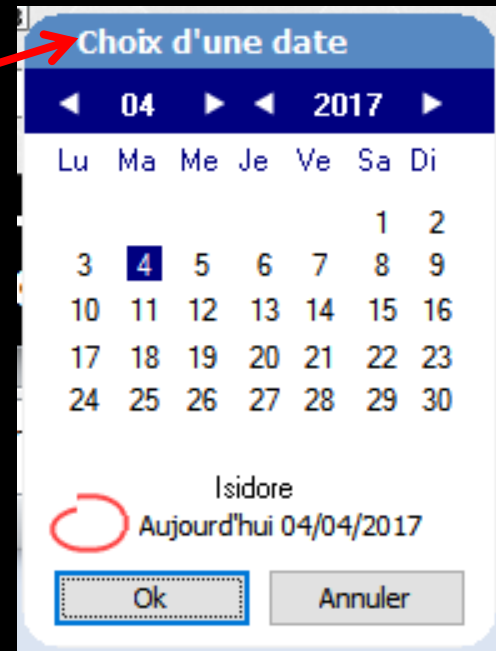 Choix d'une date
04 2017
Lu Ma Me Je Ve Sa Di
1 2
3 4 5 6 7 8 9
10 11 12 13 14 15 16
17 18 19 20 21 22 23
24 25 26 27 28 29 30
Isidore
Aujourd'hui 04/04/2017
Ok Annuler